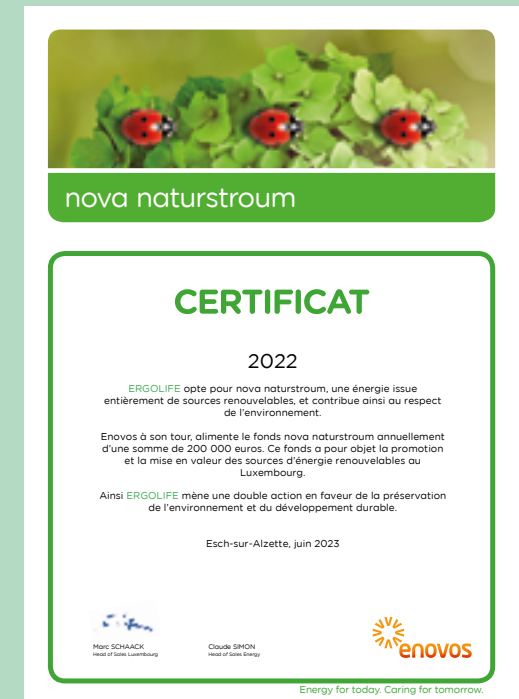 nova naturstroum
CERTIFICAT
2022
ERGOLIFE opte pour nova naturstroum, une énergie issue
entièrement de sources renouvelables, et contribue ainsi au respect
de l'environnement.
Enovos à son tour, alimente le fonds nova naturstroum annuellement
d'une somme de 200 000 euros. Ce fonds a pour objet la promotion
et la mise en valeur des sources d'énergie renouvelables au
Luxembourg.
Ainsi ERGOLIFE mène une double action en faveur de la préservation
de l'environnement et du développement durable.
Esch-sur-Alzette, juin 2023
Marc SCHAACK
Head of Sales Luxembourg
Claude SIMON
Head of Sales Energy
enovos
Energy for today. Caring for tomorrow.